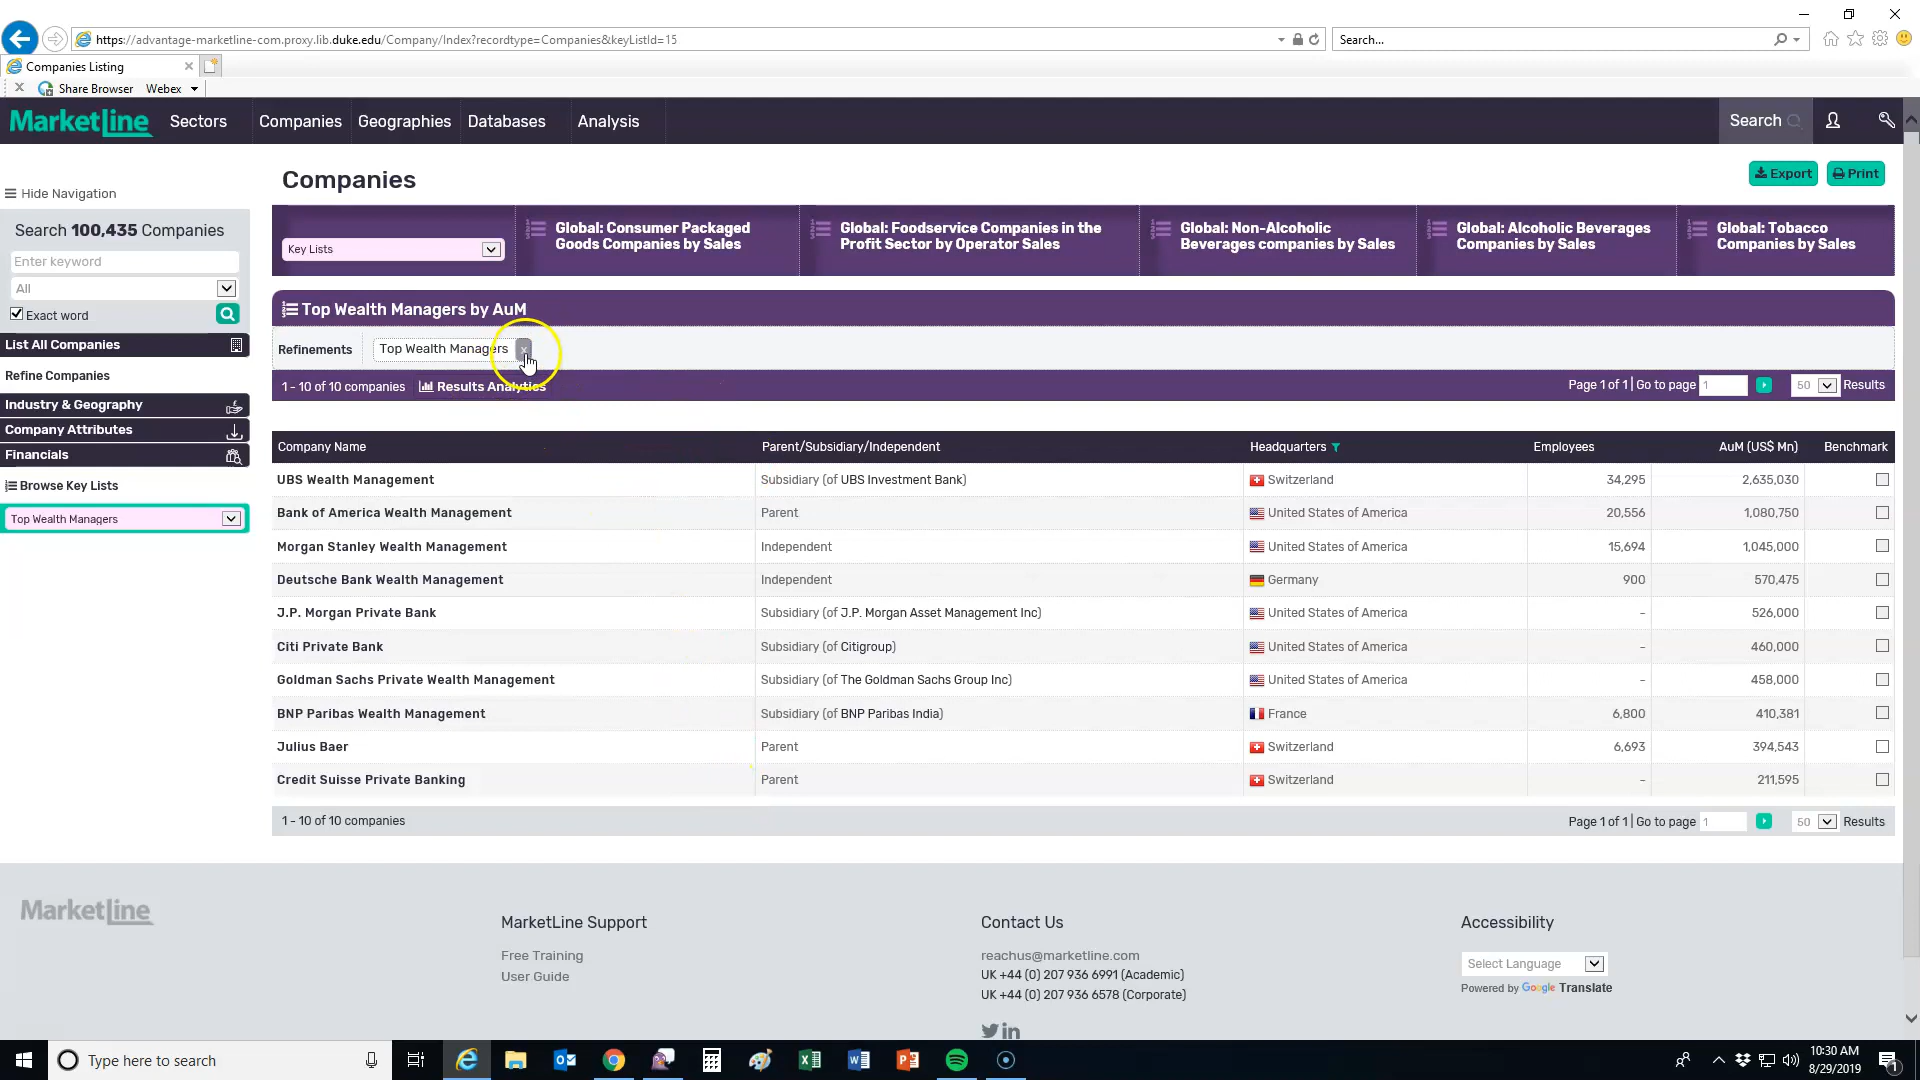 https://advantage-marketline-com.proxy.lib.duke.edu/Company/Index?recordtype=Companies&keyListId=15
Search...
Companies Listing
Share Browser Webex
MarketLine Sectors Companies Geographies Databases Analysis Search
Hide Navigation
Companies
Export Print
Search 100,435 Companies
Enter keyword
All
Exact word
List All Companies
Refine Companies
Industry & Geography
Company Attributes
Financials
Browse Key Lists
Top Wealth Managers
Key Lists
Global: Consumer Packaged
Goods Companies by Sales
Global: Foodservice Companies in the
Profit Sector by Operator Sales
Global: Non-Alcoholic
Beverages companies by Sales
Global: Alcoholic Beverages
Companies by Sales
Global: Tobacco
Companies by Sales
Top Wealth Managers by AuM
Refinements Top Wealth Managers x
1 - 10 of 10 companies Results Analytics Page 1 of 1 | Go to page 1 50 Results
Company Name Parent/Subsidiary/Independent Headquarters Employees AuM (US$ Mn) Benchmark
UBS Wealth Management Subsidiary (of UBS Investment Bank) Switzerland 34,295 2,635,030
Bank of America Wealth Management Parent United States of America 20,556 1,080,750
Morgan Stanley Wealth Management Independent United States of America 15,694 1,045,000
Deutsche Bank Wealth Management Independent Germany 900 570,475
J.P. Morgan Private Bank Subsidiary (of J.P. Morgan Asset Management Inc) United States of America - 526,000
Citi Private Bank Subsidiary (of Citigroup) United States of America - 460,000
Goldman Sachs Private Wealth Management Subsidiary (of The Goldman Sachs Group Inc) United States of America - 458,000
BNP Paribas Wealth Management Subsidiary (of BNP Paribas India) France 6,800 410,381
Julius Baer Parent Switzerland 6,693 394,543
Credit Suisse Private Banking Parent Switzerland - 211,595
1 - 10 of 10 companies Page 1 of 1 | Go to page 1 50 Results
MarketLine
MarketLine Support
Free Training
User Guide
Contact Us
reachus@marketline.com
UK +44 (0) 207 936 6991 (Academic)
UK +44 (0) 207 936 6578 (Corporate)
Accessibility
Select Language
Powered by Google Translate
Type here to search
10:30 AM
8/29/2019
1